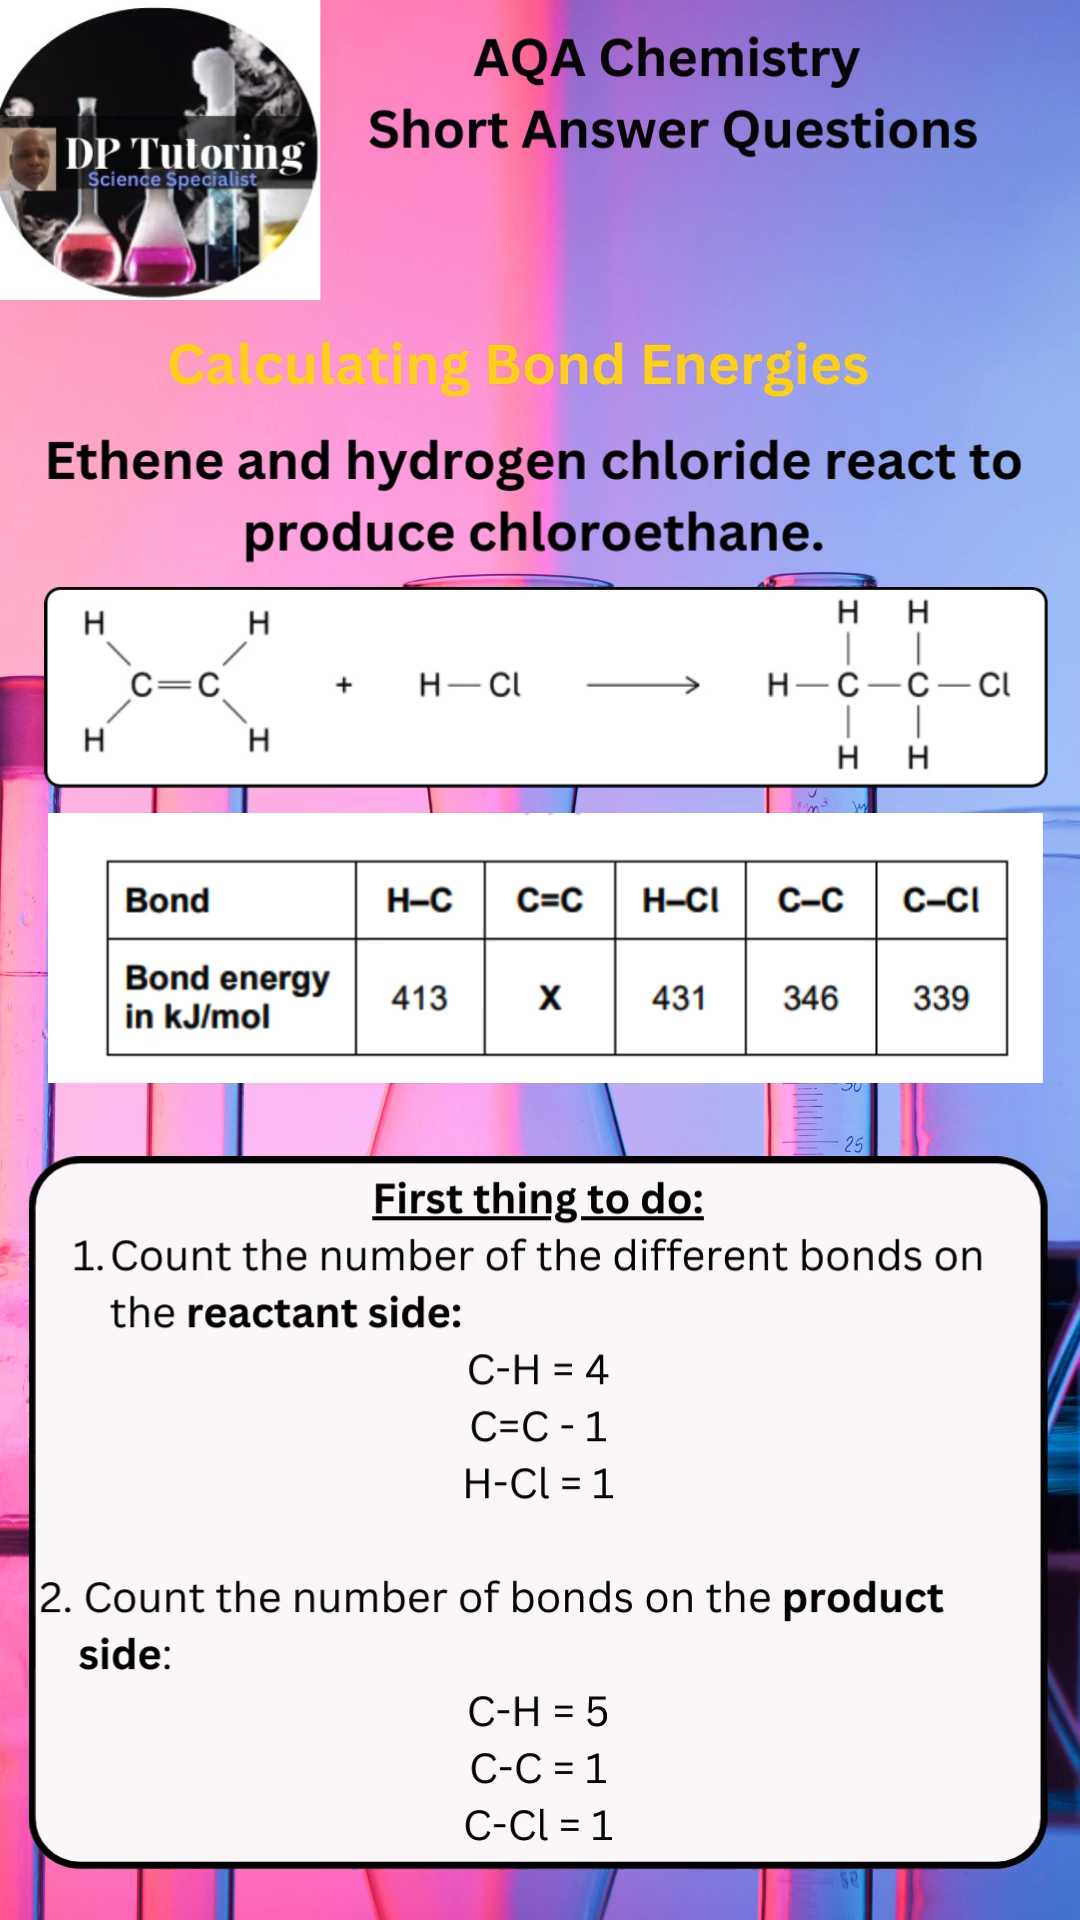 DP Tutoring
Science Specialist
AQA Chemistry
Short Answer Questions
Calculating Bond Energies
Ethene and hydrogen chloride react to
produce chloroethane.
H H H H
C=C + H—Cl ⟶ H—C—C—Cl
H H H H
Bond H–C C=C H–Cl C–C C–Cl
Bond energy
in kJ/mol 413 X 431 346 339
25
First thing to do:
1. Count the number of the different bonds on
the reactant side:
C-H = 4
C=C - 1
H-Cl = 1
2. Count the number of bonds on the product
side:
C-H = 5
C-C = 1
C-Cl = 1